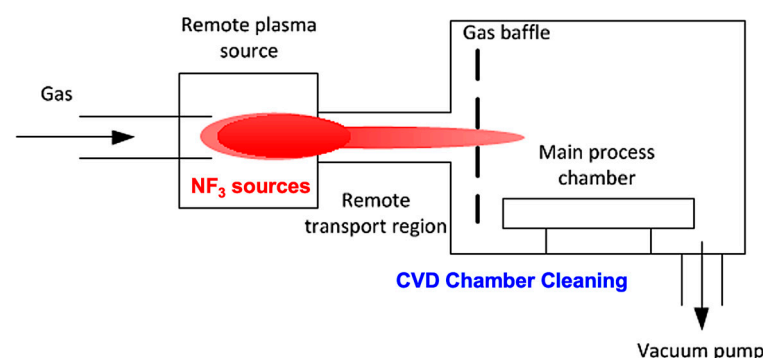 Remote plasma
source
Gas baffle
Gas
Main process
chamber
NF₃ sources
Remote
transport region
CVD Chamber Cleaning
Vacuum pump